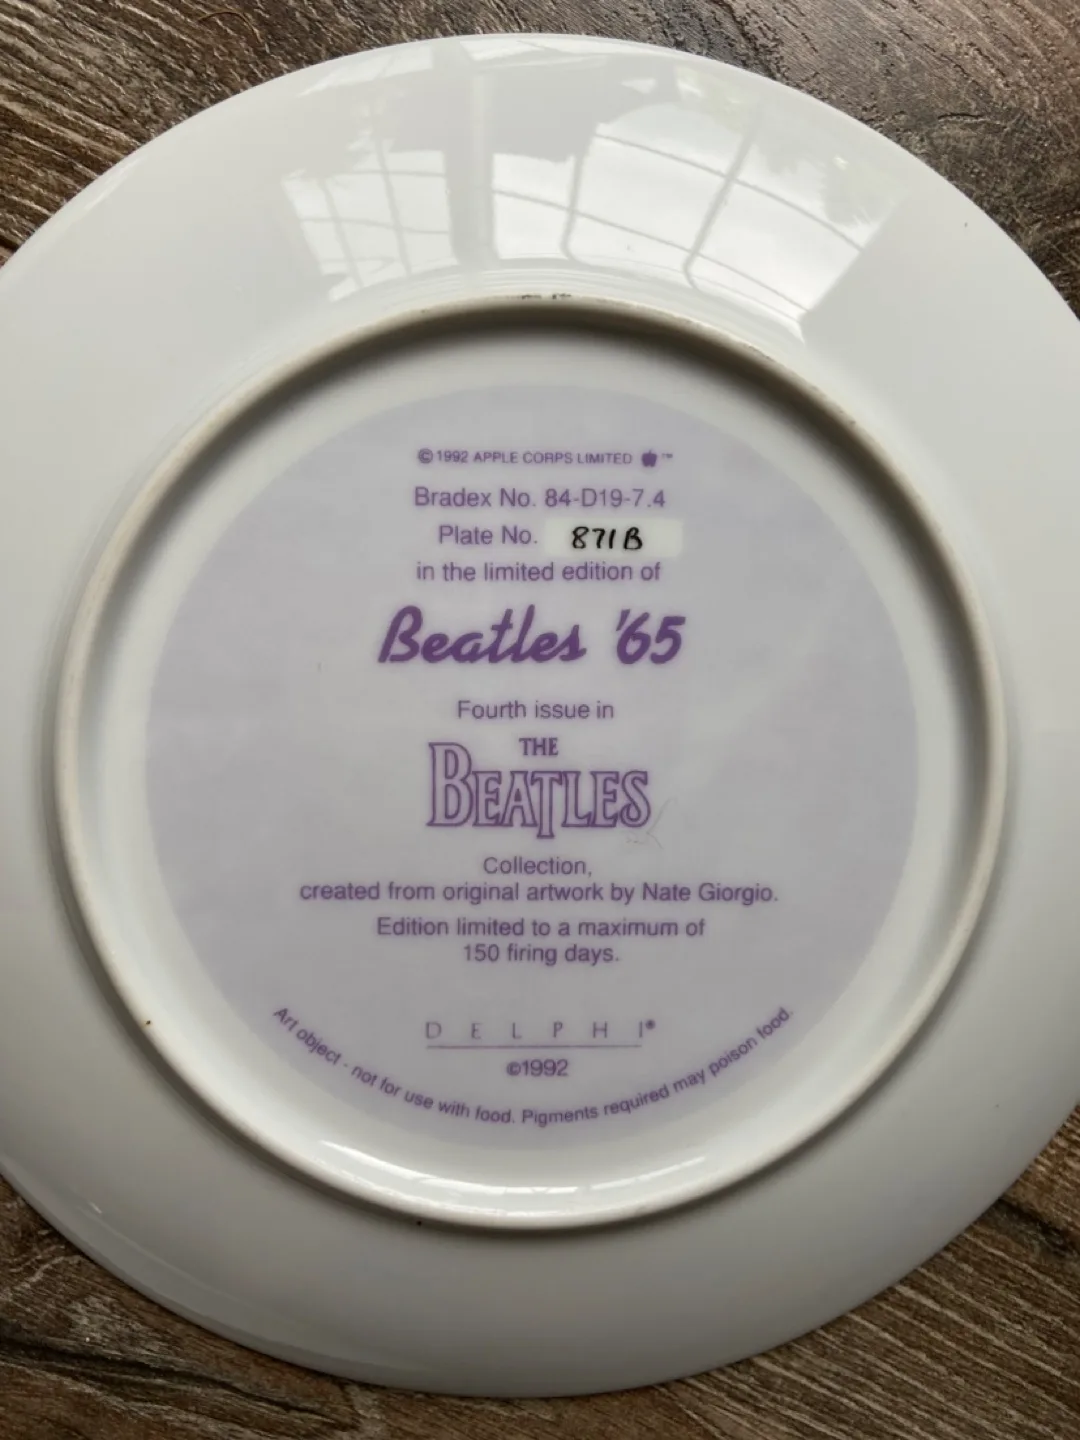 ©1992 APPLE CORPS LIMITED ™
Bradex No. 84-D19-7.4
Plate No. 871B
in the limited edition of
Beatles '65
Fourth issue in
THE
BEATLES
Collection,
created from original artwork by Nate Giorgio.
Edition limited to a maximum of
150 firing days.
DELPHI®
©1992
Art object - not for use with food. Pigments required may poison food.